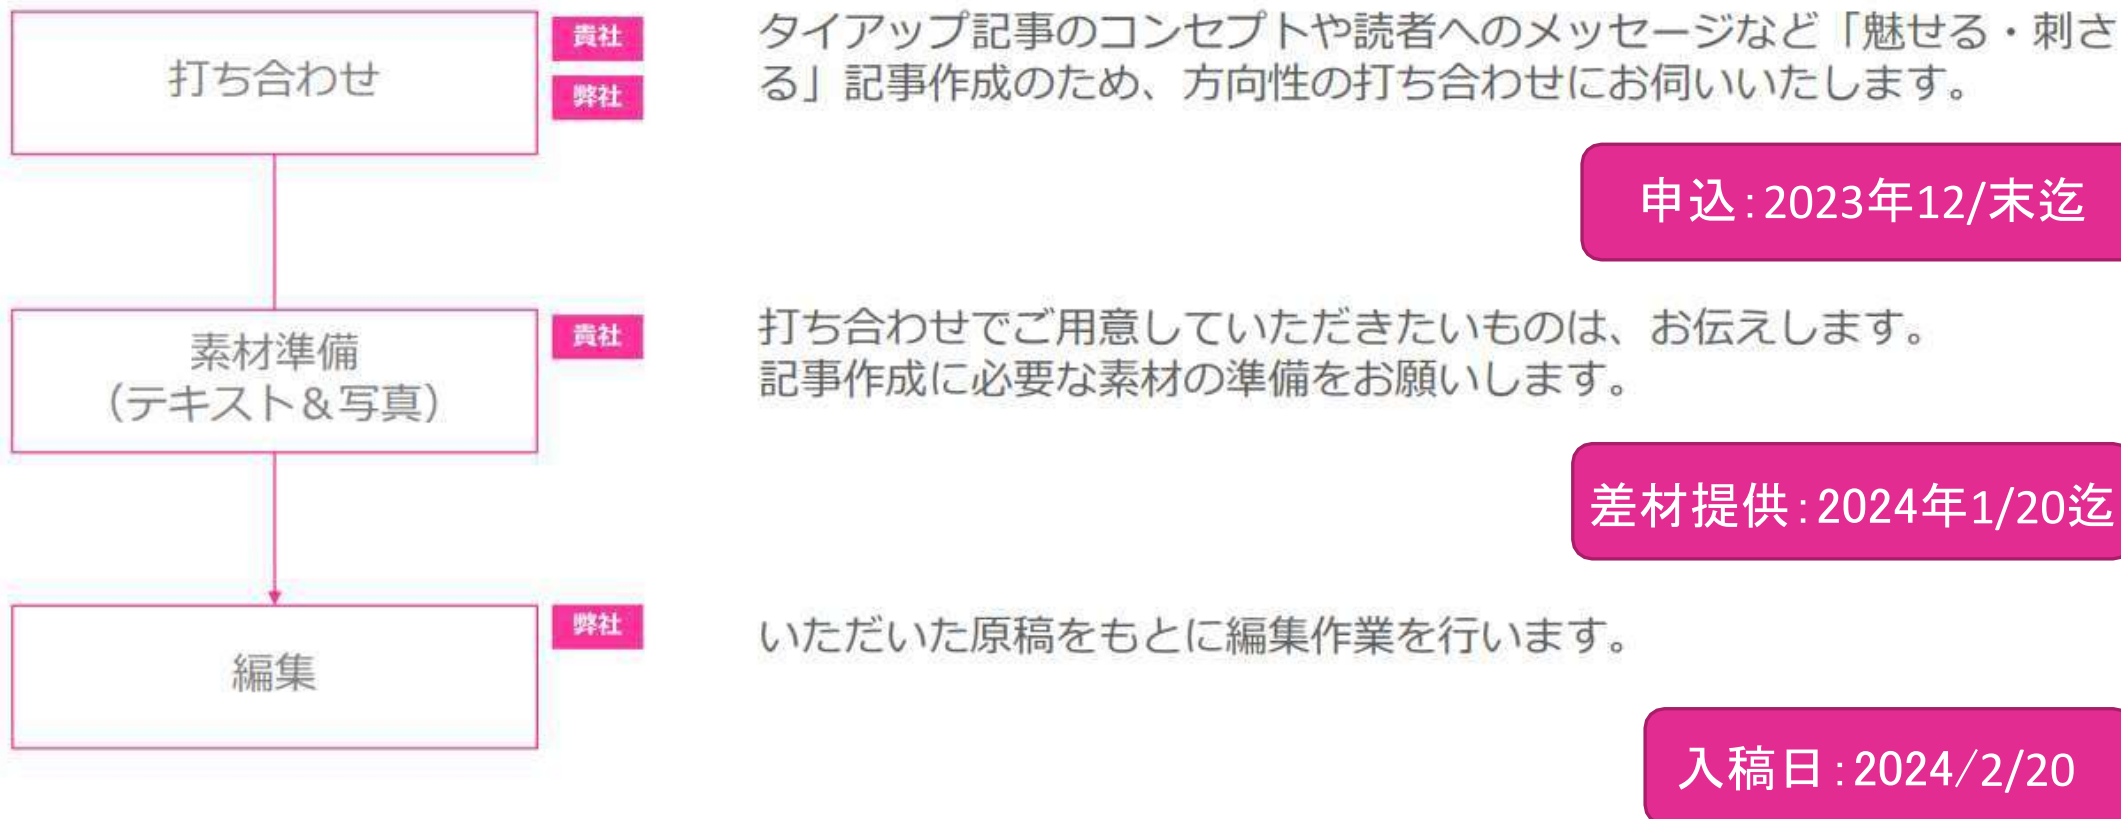 打ち合わせ
貴社
弊社
タイアップ記事のコンセプトや読者へのメッセージなど「魅せる・刺さ
る」記事作成のため、方向性の打ち合わせにお伺いいたします。
申込：2023年12/末迄
素材準備
（テキスト＆写真）
貴社
打ち合わせでご用意していただきたいものは、お伝えします。
記事作成に必要な素材の準備をお願いします。
差材提供：2024年1/20迄
編集
弊社
いただいた原稿をもとに編集作業を行います。
入稿日：2024/2/20